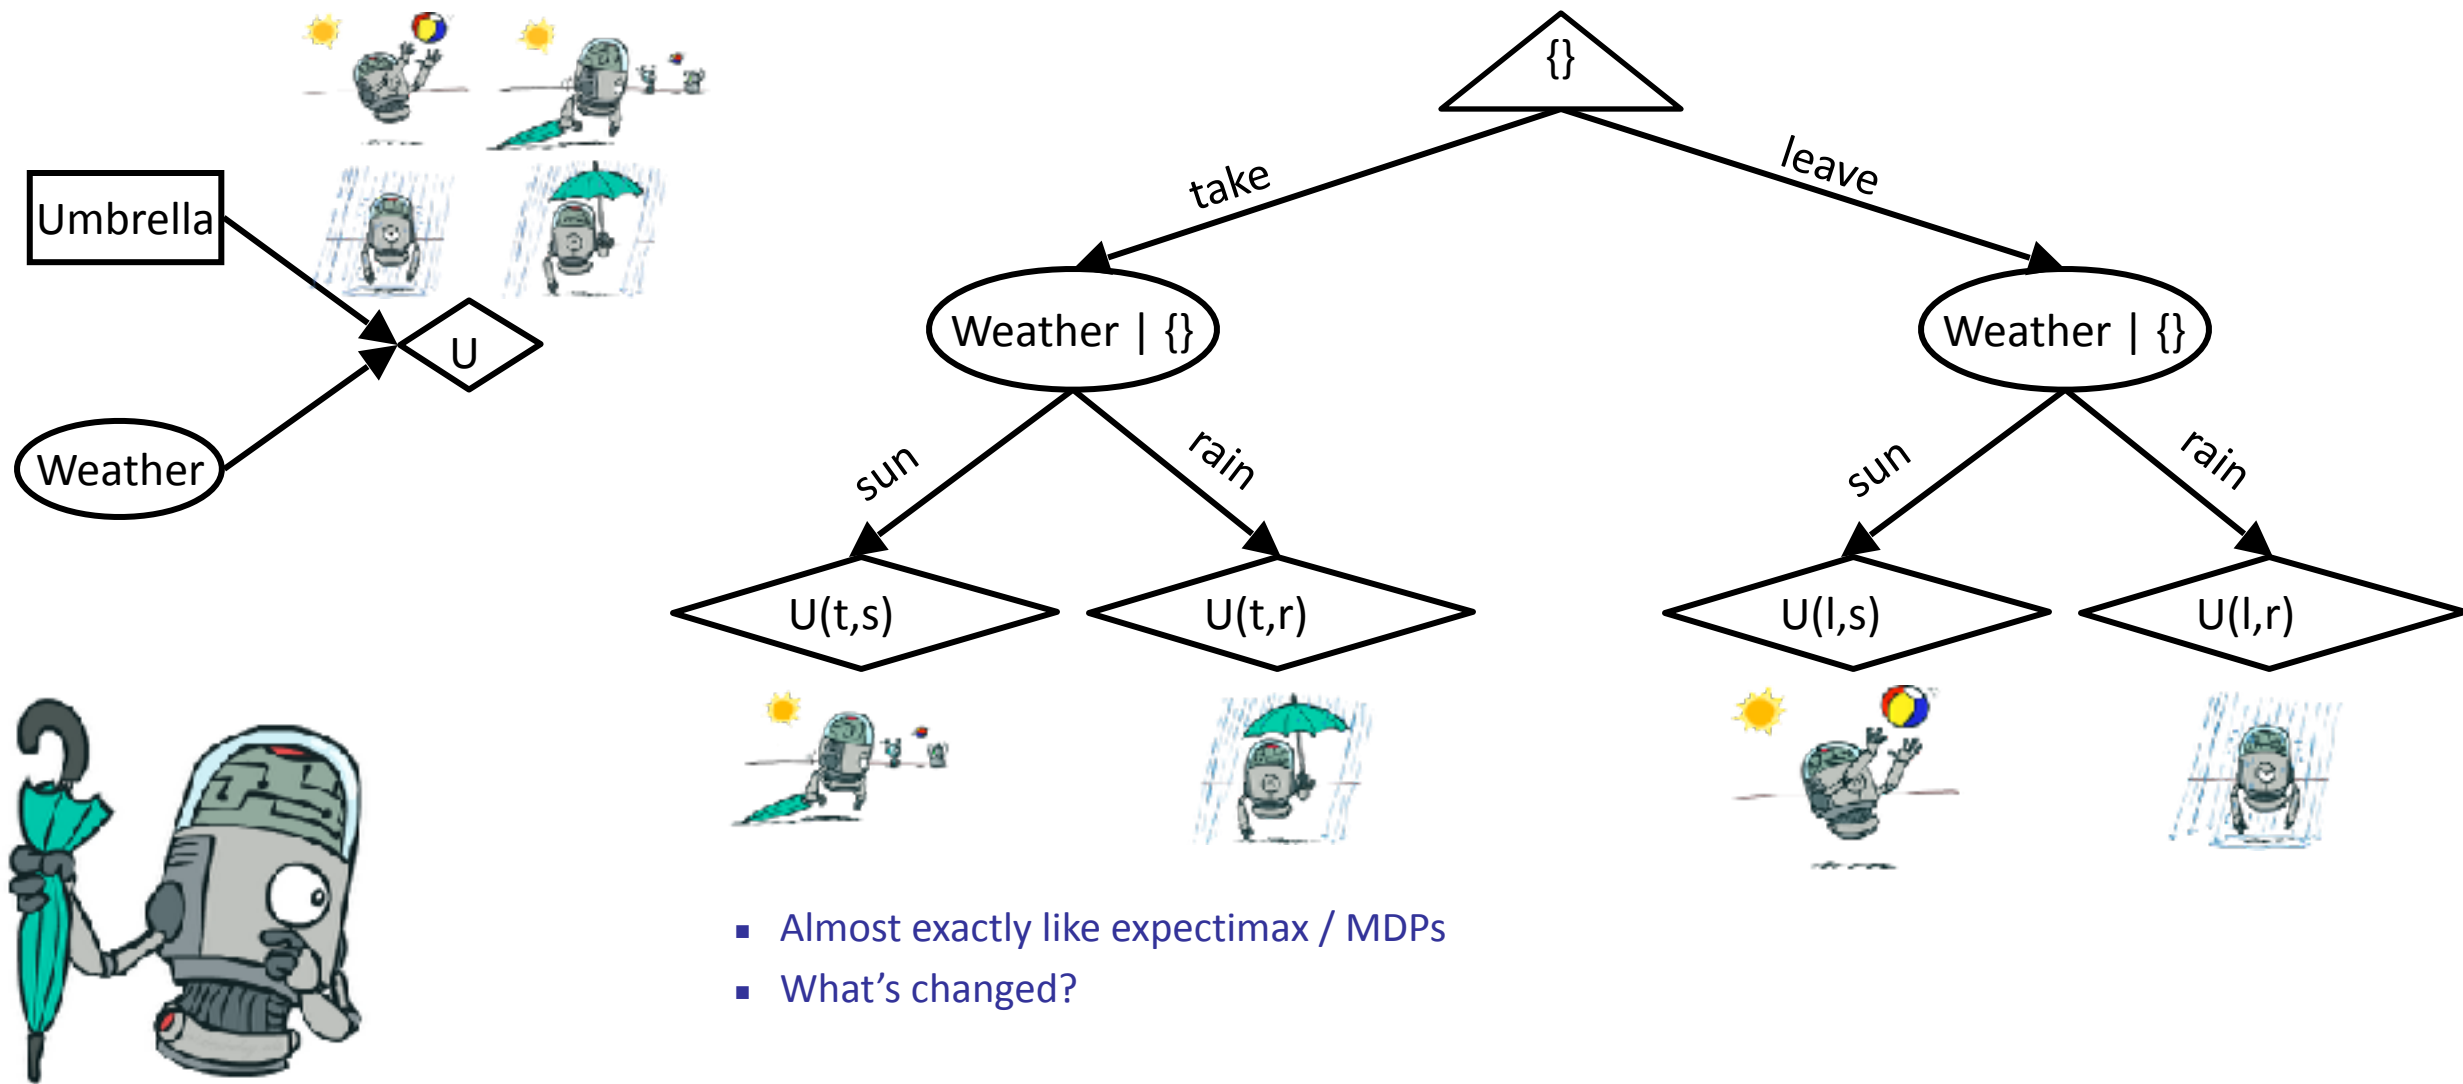 Umbrella
Weather
U
{}
take
leave
Weather | {}
Weather | {}
sun
rain
sun
rain
U(t,s)
U(t,r)
U(l,s)
U(l,r)
▪ Almost exactly like expectimax / MDPs
▪ What’s changed?